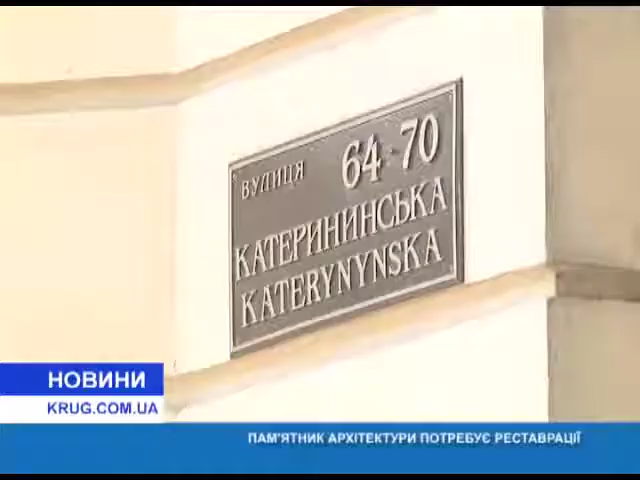 ВУЛИЦЯ 64-70
КАТЕРИНИНСЬКА
KATERYNYNSKA
НОВИНИ
KRUG.COM.UA
ПАМ'ЯТНИК АРХІТЕКТУРИ ПОТРЕБУЄ РЕСТАВРАЦІЇ